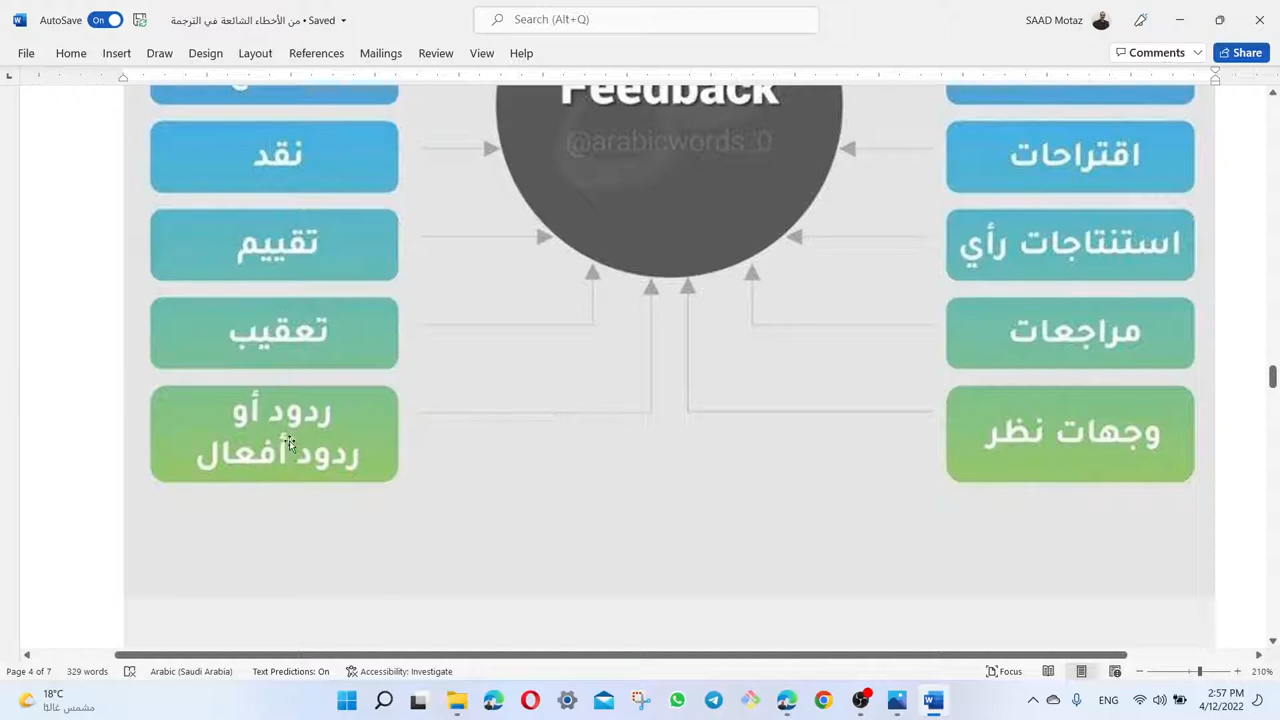 AutoSave On من الأخطاء الشائعة في الترجمة • Saved
Search (Alt+Q)
SAAD Motaz
File Home Insert Draw Design Layout References Mailings Review View Help
Comments Share
Feedback
@arabicwords_0
نقد
اقتراحات
تقييم
استنتاجات رأي
تعقيب
مراجعات
ردود أو
ردود أفعال
وجهات نظر
Page 4 of 7 329 words Arabic (Saudi Arabia) Text Predictions: On Accessibility: Investigate Focus 210%
18°C
مشمس غالبًا
ENG
2:57 PM
4/12/2022